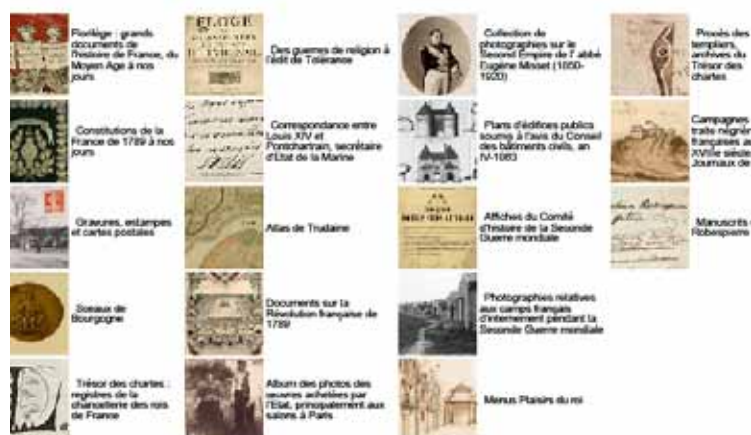 Florilège : grands
documents de
l'histoire de France, du
Moyen Age à nos
jours
Des guerres de religion à
l'édit de Tolérance
Collection de
photographies sur le
Second Empire de l'abbé
Eugène Misset (1850-
1920)
Procès des
templiers,
archives du
Trésor des
chartes
Constitutions de la
France de 1789 à nos
jours
Correspondance entre
Louis XIV et
Pontchartrain, secrétaire
d'Etat de la Marine
Plans d'édifices publics
soumis à l'avis du Conseil
des bâtiments civils, an
IV-1863
Campagnes
traite négriè
françaises au
XVIIIe siècle
Journaux de
Gravures, estampes
et cartes postales
Atlas de Trudaine
Affiches du Comité
d'histoire de la Seconde
Guerre mondiale
Manuscrits
Robespierre
Sceaux de
Bourgogne
Documents sur la
Révolution française de
1789
Photographies relatives
aux camps français
d'internement pendant la
Seconde Guerre mondiale
Trésor des chartes :
registres de la
chancellerie des rois
de France
Album des photos des
œuvres achetées par
l'Etat, principalement aux
salons à Paris
Menus Plaisirs du roi
ELOGE